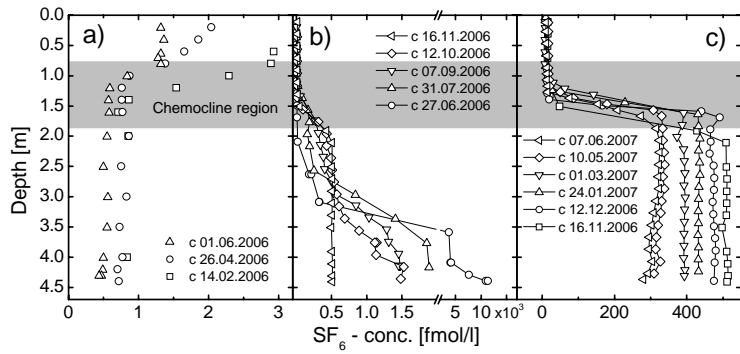 a)
b)
c)
Depth [m]
0.0
0.5
1.0
1.5
2.0
2.5
3.0
3.5
4.0
4.5
Chemocline region
c 01.06.2006
c 26.04.2006
c 14.02.2006
0 1 2 3
c 16.11.2006
c 12.10.2006
c 07.09.2006
c 31.07.2006
c 27.06.2006
0.5 1.0 1.5 5 10 x10³
c 07.06.2007
c 10.05.2007
c 01.03.2007
c 24.01.2007
c 12.12.2006
c 16.11.2006
0 200 400
SF₆ - conc. [fmol/l]